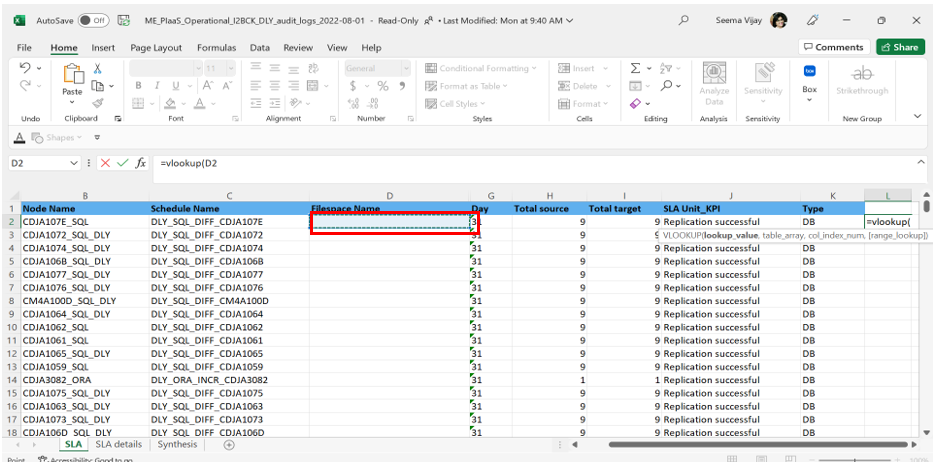 AutoSave Off ME_PIaaS_Operational_I2BCK_DLY_audit_logs_2022-08-01 - Read-Only • Last Modified: Mon at 9:40 AM Seema Vijay
File Home Insert Page Layout Formulas Data Review View Help Comments Share
11 General Conditional Formatting Insert
Paste B I U A A $ % Format as Table Delete Analyze Data Sensitivity Box Strikethrough
A Cell Styles Format
Undo Clipboard Font Alignment Number Styles Cells Editing Analysis Sensitivity New Group
A Shapes
D2 fx =vlookup(D2
B C D G H I J K L
1 Node Name Schedule Name Filespace Name Day Total source Total target SLA Unit_KPI Type
2 CDJA107E_SQL DLY_SQL_DIFF_CDJA107E 3 9 9 Replication successful DB =vlookup(
3 CDJA1072_SQL_DLY DLY_SQL_DIFF_CDJA1072 31 9 9 VLOOKUP(lookup_value, table_array, col_index_num, [range_lookup])
4 CDJA1074_SQL_DLY DLY_SQL_DIFF_CDJA1074 31 9 9 Replication successful DB
5 CDJA106B_SQL_DLY DLY_SQL_DIFF_CDJA106B 31 9 9 Replication successful DB
6 CDJA1077_SQL_DLY DLY_SQL_DIFF_CDJA1077 31 9 9 Replication successful DB
7 CDJA1076_SQL_DLY DLY_SQL_DIFF_CDJA1076 31 9 9 Replication successful DB
8 CM4A100D_SQL_DLY DLY_SQL_DIFF_CM4A100D 31 9 9 Replication successful DB
9 CDJA1064_SQL_DLY DLY_SQL_DIFF_CDJA1064 31 9 9 Replication successful DB
10 CDJA1062_SQL DLY_SQL_DIFF_CDJA1062 31 9 9 Replication successful DB
11 CDJA1061_SQL DLY_SQL_DIFF_CDJA1061 31 9 9 Replication successful DB
12 CDJA1065_SQL_DLY DLY_SQL_DIFF_CDJA1065 31 9 9 Replication successful DB
13 CDJA1059_SQL DLY_SQL_DIFF_CDJA1059 31 9 9 Replication successful DB
14 CDJA3082_ORA DLY_ORA_INCR_CDJA3082 31 1 1 Replication successful DB
15 CDJA1075_SQL_DLY DLY_SQL_DIFF_CDJA1075 31 9 9 Replication successful DB
16 CDJA1063_SQL_DLY DLY_SQL_DIFF_CDJA1063 31 9 9 Replication successful DB
17 CDJA1073_SQL_DLY DLY_SQL_DIFF_CDJA1073 31 9 9 Replication successful DB
18 CDJA106D_SQL_DLY DLY_SQL_DIFF_CDJA106D 31 9 9 Replication successful DB
SLA SLA details Synthesis
Point Accessibility: Good to go 100%